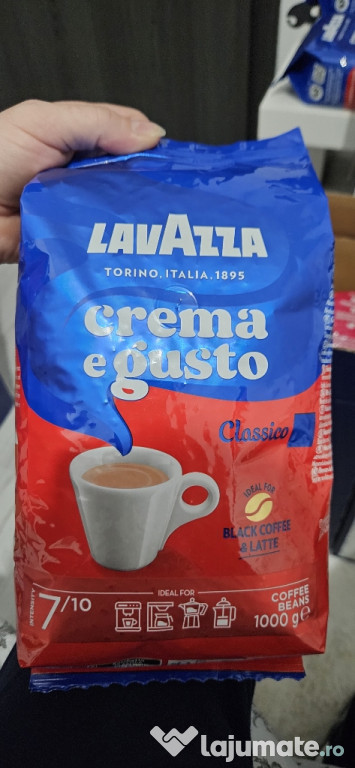 LAVAZZA
TORINO, ITALIA, 1895
crema
e gusto
Classico
IDEAL FOR
BLACK COFFEE
& LATTE
INTENSITY
7/10
IDEAL FOR
COFFEE
BEANS
1000 g e
Lajumate.ro